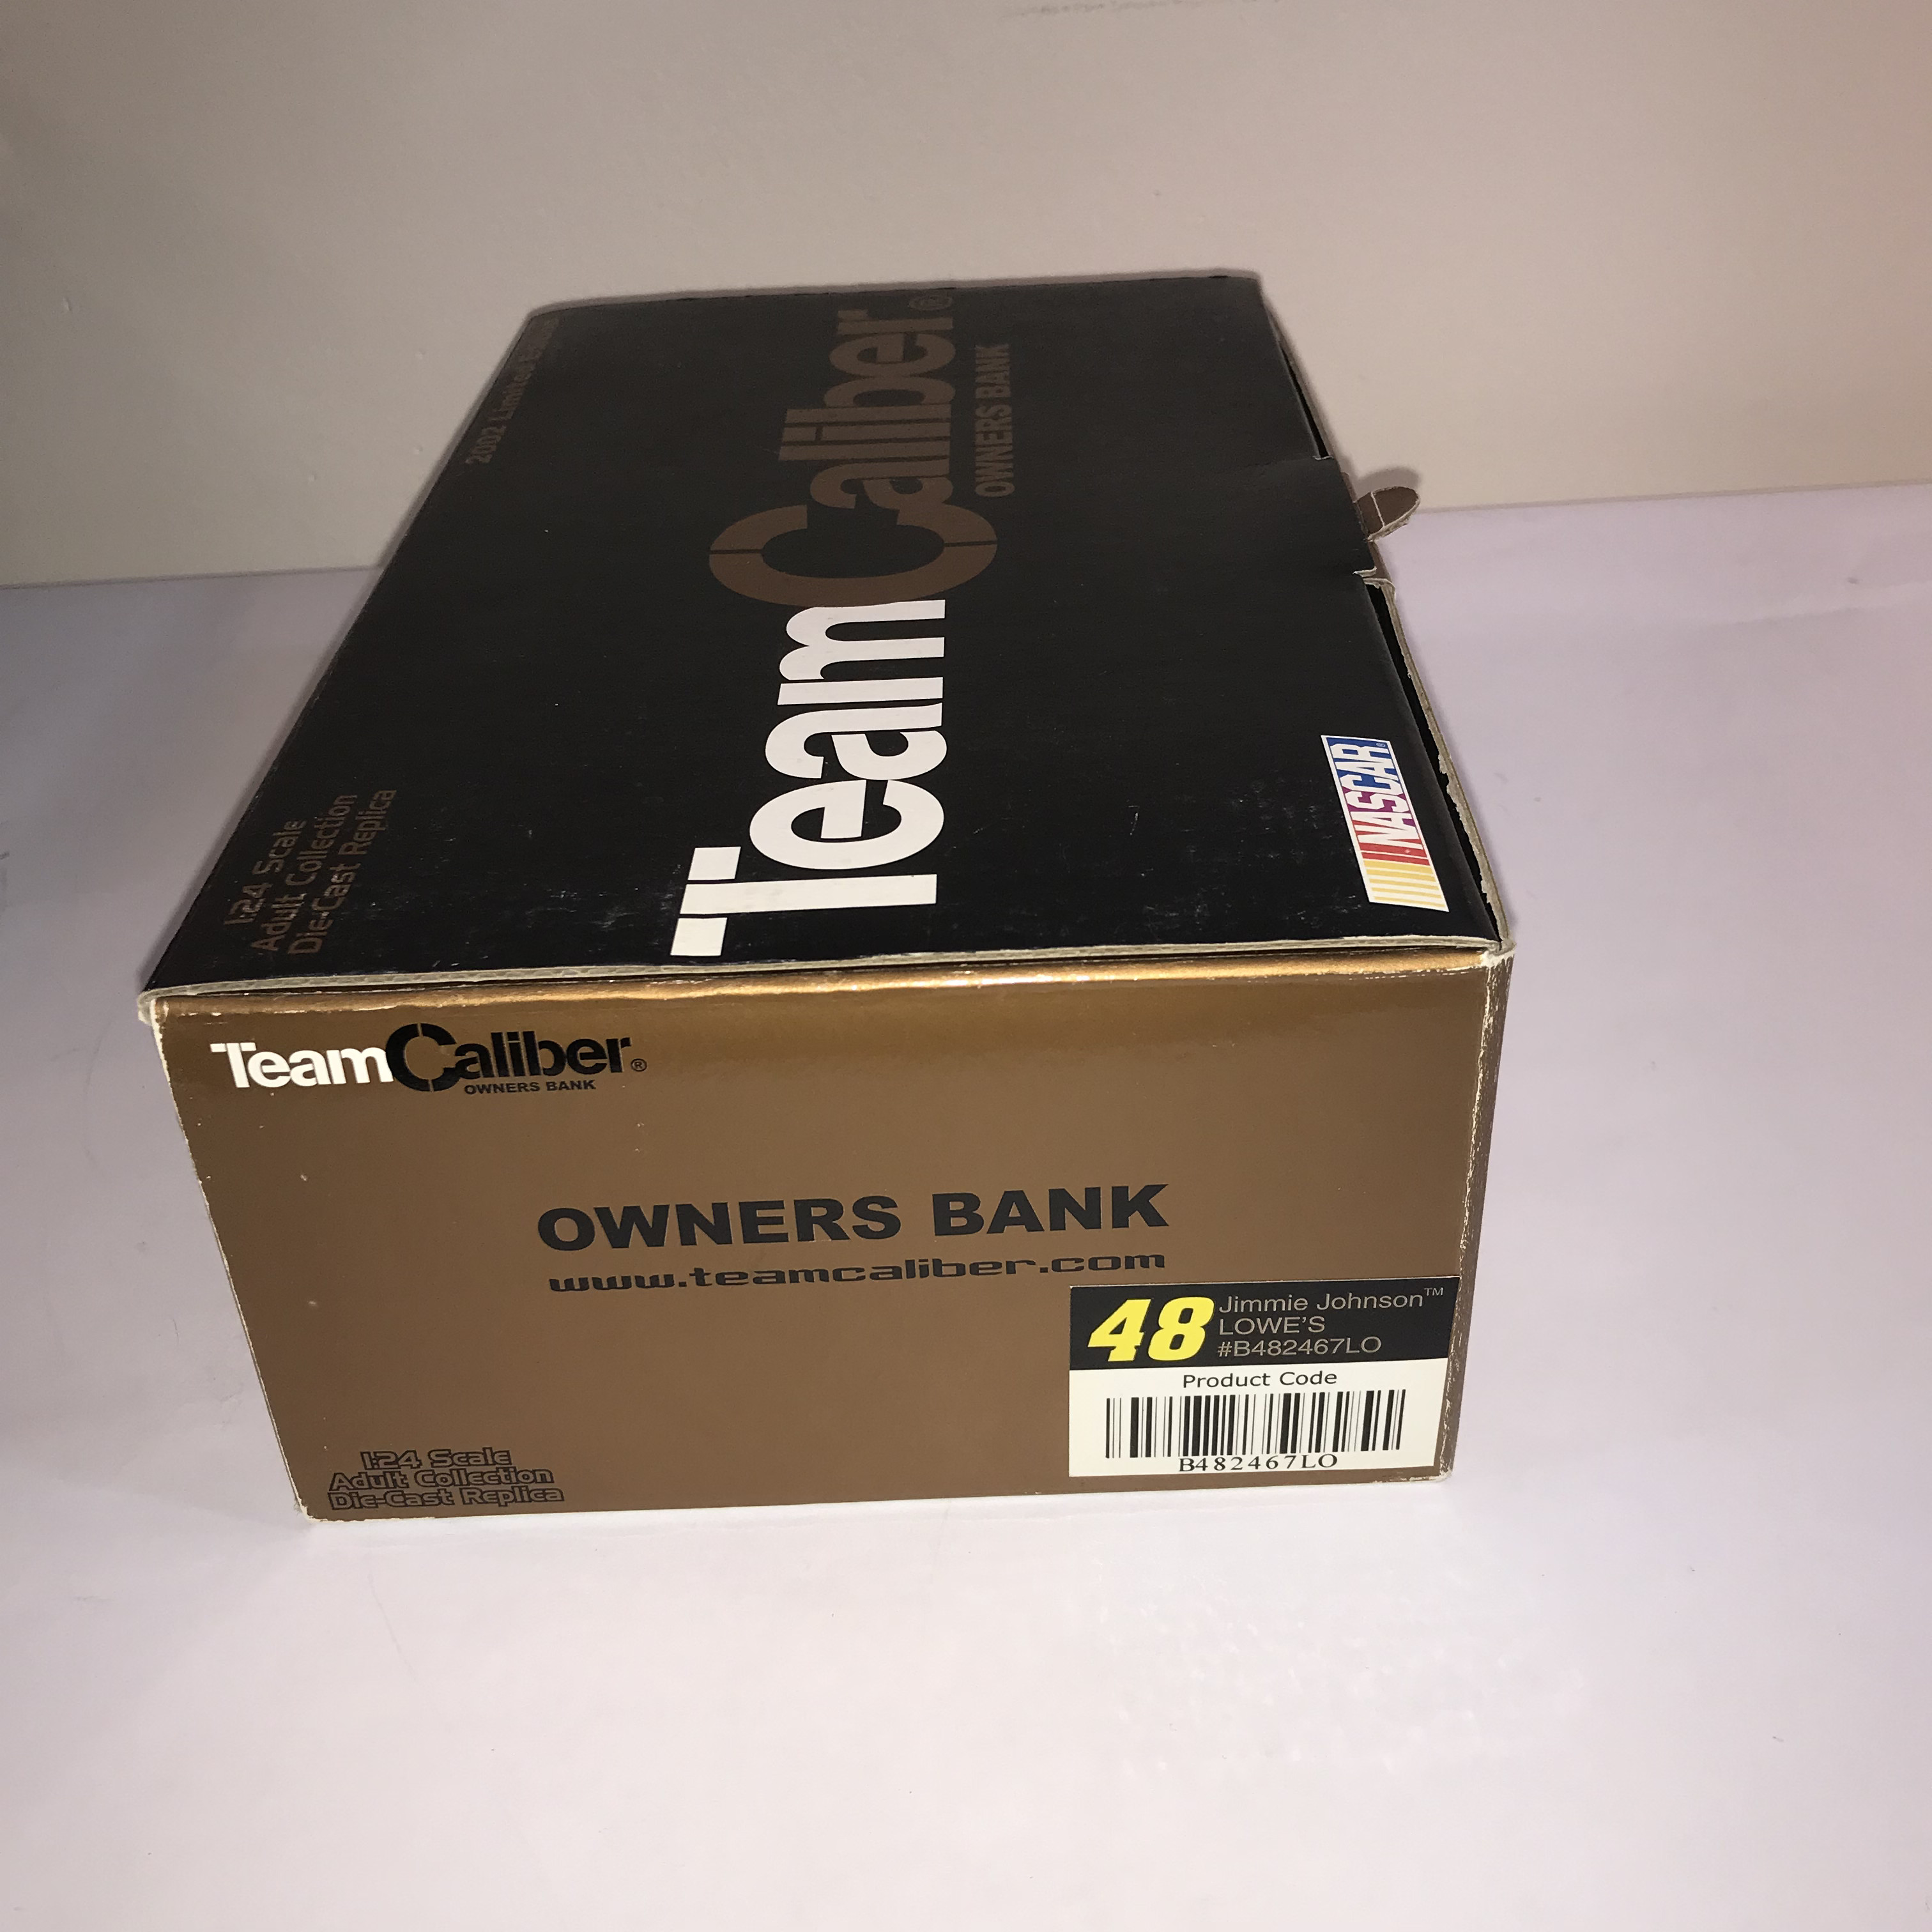 2002 Limited
1:24 Scale
Adult Collection
Die-Cast Replica
TeamCaliber®
OWNERS BANK
NASCAR®
TeamCaliber®
OWNERS BANK
OWNERS BANK
www.teamcaliber.com
48
Jimmie Johnson™
LOWE'S
#B482467LO
Product Code
B482467LO
1:24 Scale
Adult Collection
Die-Cast Replica